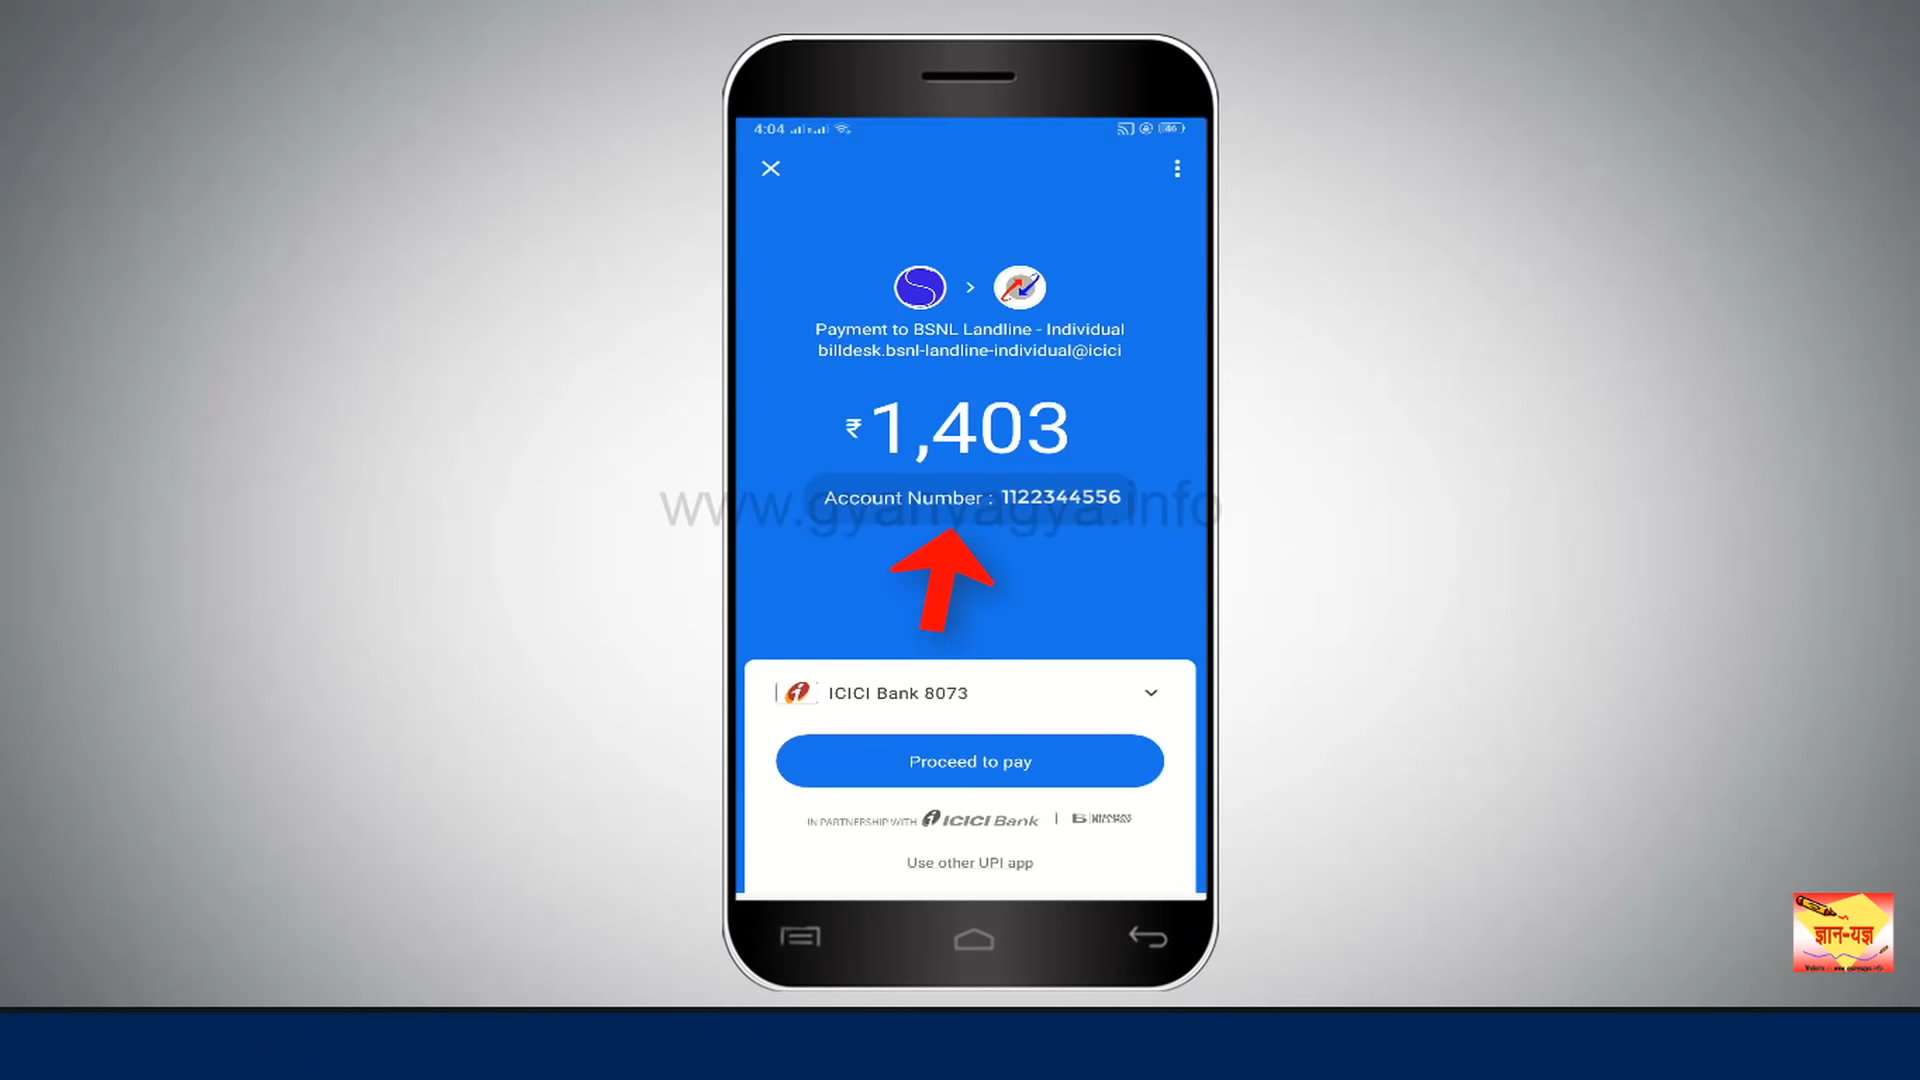 4:04
46
Payment to BSNL Landline - Individual
billdesk.bsnl-landline-individual@icici
₹1,403
Account Number : 1122344556
www.gyanyagya.info
ICICI Bank 8073
Proceed to pay
IN PARTNERSHIP WITH ICICI Bank
Use other UPI app
ज्ञान-यज्ञ